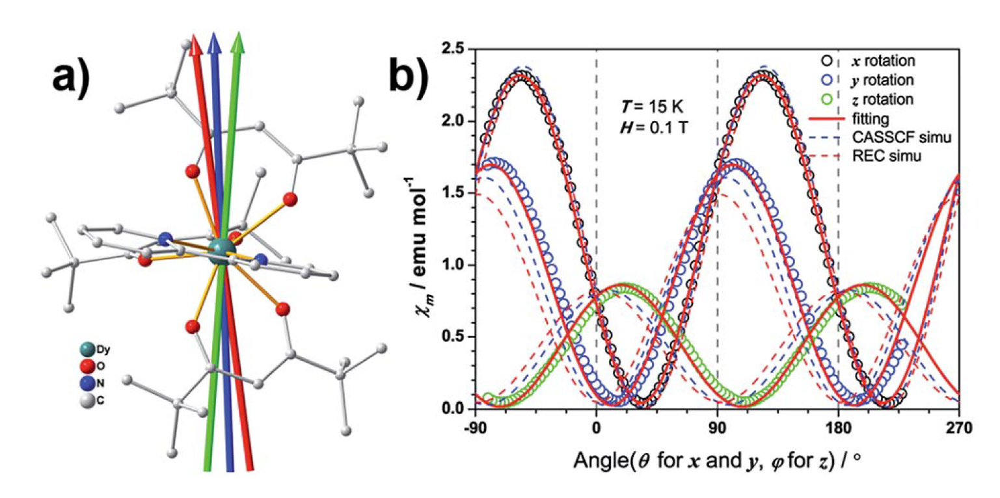 a)
Dy
O
N
C
b)
χm / emu mol-1
2.5
2.0
1.5
1.0
0.5
0.0
-90
0
90
180
270
T = 15 K
H = 0.1 T
x rotation
y rotation
z rotation
fitting
CASSCF simu
REC simu
Angle(θ for x and y, φ for z) / °